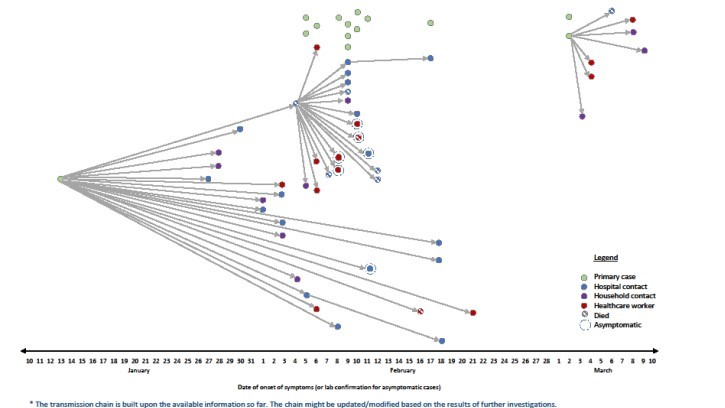 Legend
Primary case
Hospital contact
Household contact
Healthcare worker
Died
Asymptomatic
10 11 12 13 14 15 16 17 18 19 20 21 22 23 24 25 26 27 28 29 30 31 1 2 3 4 5 6 7 8 9 10 11 12 13 14 15 16 17 18 19 20 21 22 23 24 25 26 27 28 1 2 3 4 5 6 7 8 9 10
January February March
Date of onset of symptoms (or lab confirmation for asymptomatic cases)
* The transmission chain is built upon the available information so far. The chain might be updated/modified based on the results of further investigations.